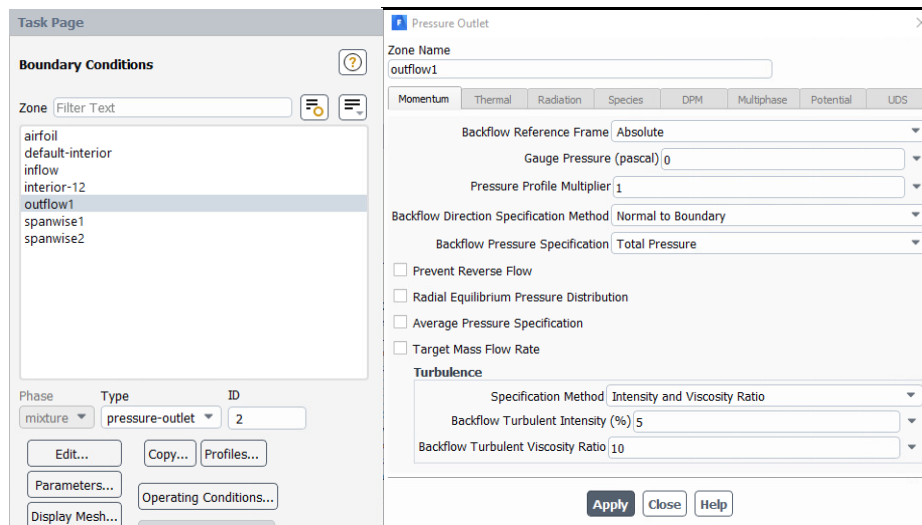 Task Page
Boundary Conditions
?
Zone Filter Text
airfoil
default-interior
inflow
interior-12
outflow1
spanwise1
spanwise2
Phase Type ID
mixture pressure-outlet 2
Edit... Copy... Profiles...
Parameters... Operating Conditions...
Display Mesh...
Pressure Outlet
Zone Name
outflow1
Momentum Thermal Radiation Species DPM Multiphase Potential UDS
Backflow Reference Frame Absolute
Gauge Pressure (pascal) 0
Pressure Profile Multiplier 1
Backflow Direction Specification Method Normal to Boundary
Backflow Pressure Specification Total Pressure
Prevent Reverse Flow
Radial Equilibrium Pressure Distribution
Average Pressure Specification
Target Mass Flow Rate
Turbulence
Specification Method Intensity and Viscosity Ratio
Backflow Turbulent Intensity (%) 5
Backflow Turbulent Viscosity Ratio 10
Apply Close Help